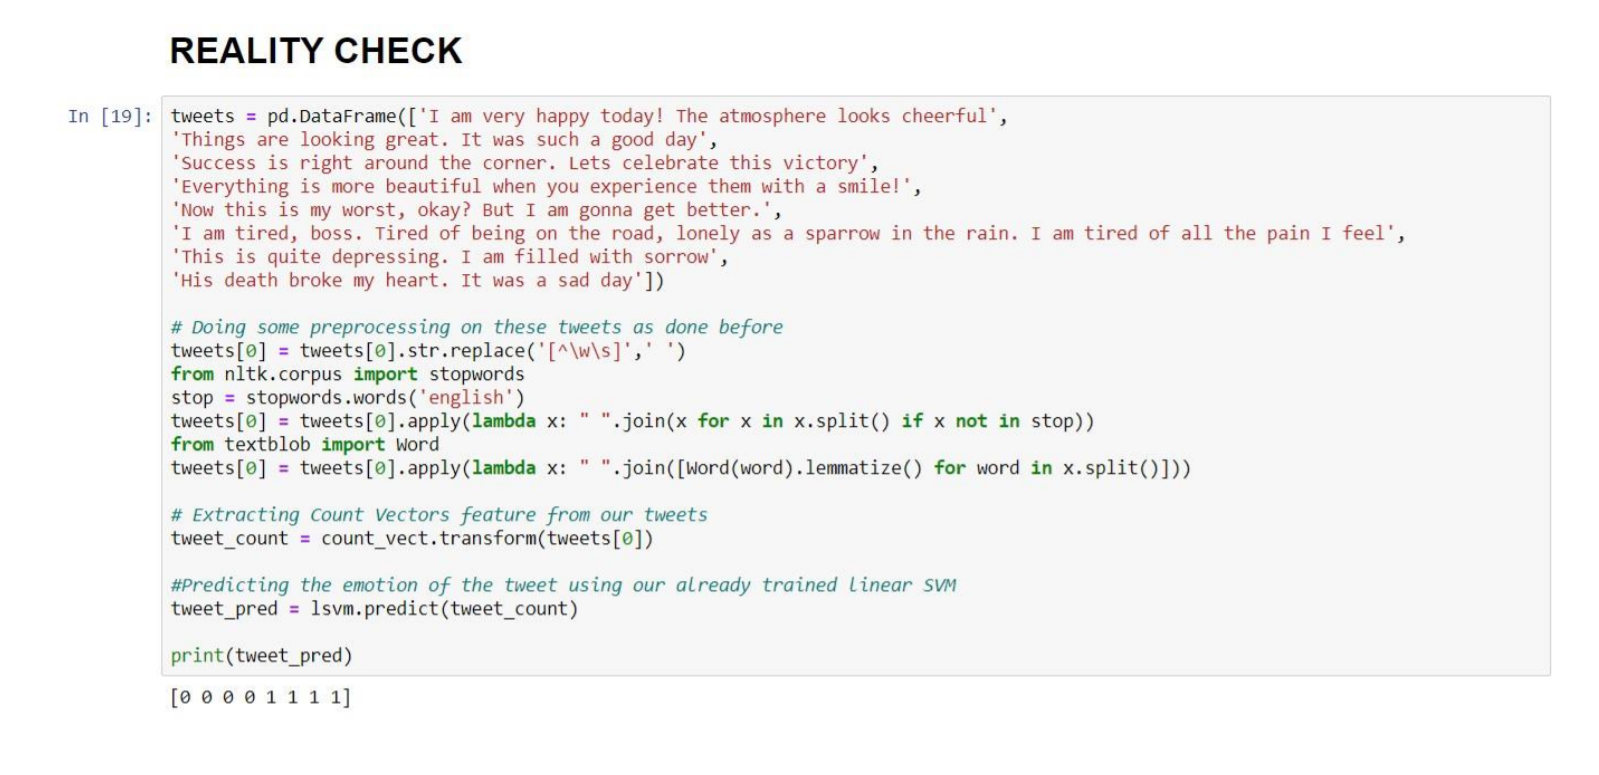 REALITY CHECK
In [19]: tweets = pd.DataFrame(['I am very happy today! The atmosphere looks cheerful',
'Things are looking great. It was such a good day',
'Success is right around the corner. Lets celebrate this victory',
'Everything is more beautiful when you experience them with a smile!',
'Now this is my worst, okay? But I am gonna get better.',
'I am tired, boss. Tired of being on the road, lonely as a sparrow in the rain. I am tired of all the pain I feel',
'This is quite depressing. I am filled with sorrow',
'His death broke my heart. It was a sad day'])
# Doing some preprocessing on these tweets as done before
tweets[0] = tweets[0].str.replace('[^\w\s]',' ')
from nltk.corpus import stopwords
stop = stopwords.words('english')
tweets[0] = tweets[0].apply(lambda x: " ".join(x for x in x.split() if x not in stop))
from textblob import Word
tweets[0] = tweets[0].apply(lambda x: " ".join([Word(word).lemmatize() for word in x.split()]))
# Extracting Count Vectors feature from our tweets
tweet_count = count_vect.transform(tweets[0])
#Predicting the emotion of the tweet using our already trained linear SVM
tweet_pred = lsvm.predict(tweet_count)
print(tweet_pred)
[0 0 0 0 1 1 1 1]